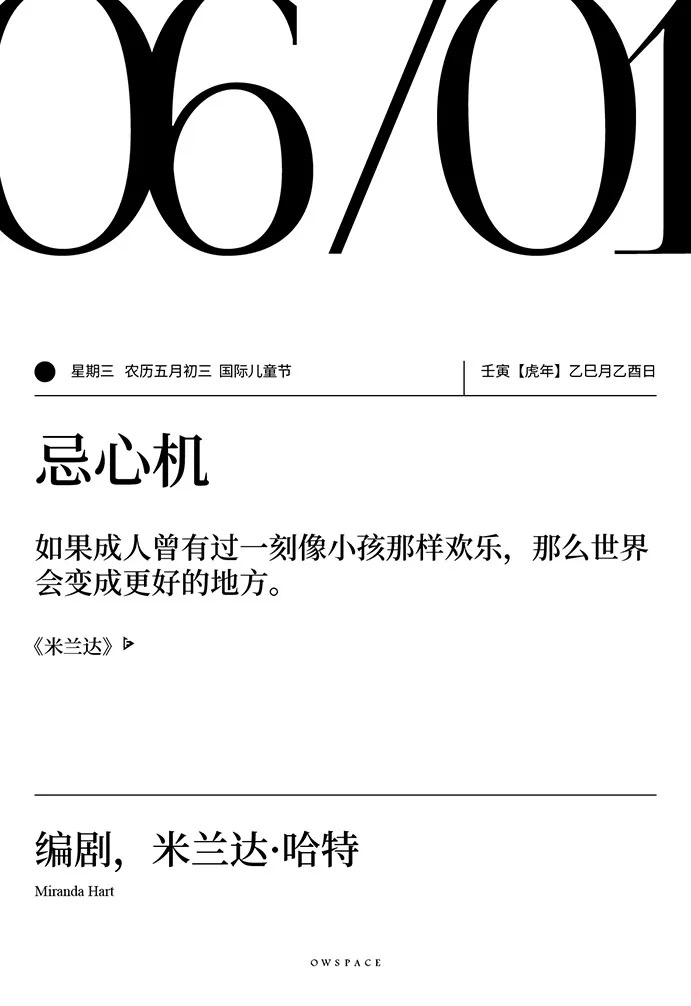 06/01
星期三 农历五月初三 国际儿童节
壬寅【虎年】乙巳月乙酉日
忌心机
如果成人曾有过一刻像小孩那样欢乐，那么世界
会变成更好的地方。
《米兰达》
编剧，米兰达·哈特
Miranda Hart
OWSPACE